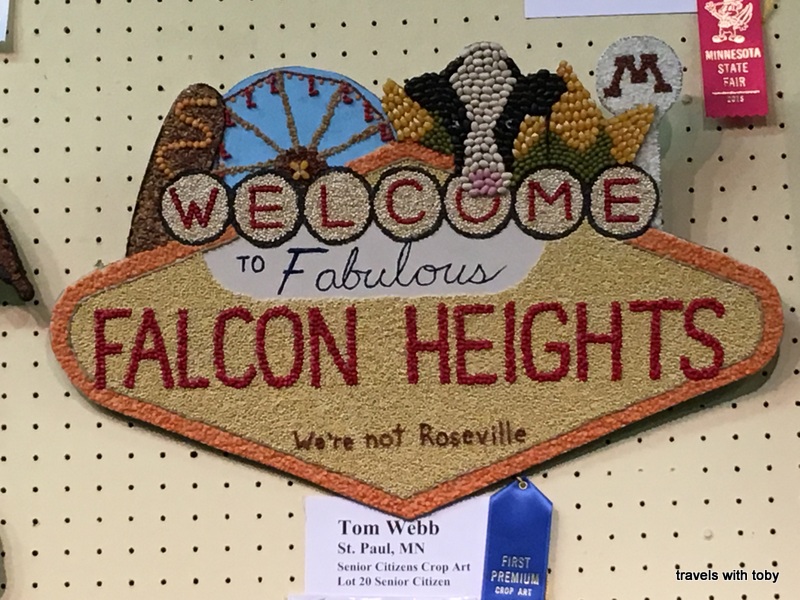 M
MINNESOTA
STATE
FAIR
WELCOME
TO Fabulous
FALCON HEIGHTS
We're not Roseville
Tom Webb
St. Paul, MN
Senior Citizens Crop Art
Lot 20 Senior Citizen
FIRST
PREMIUM
CROP ART
travels with toby